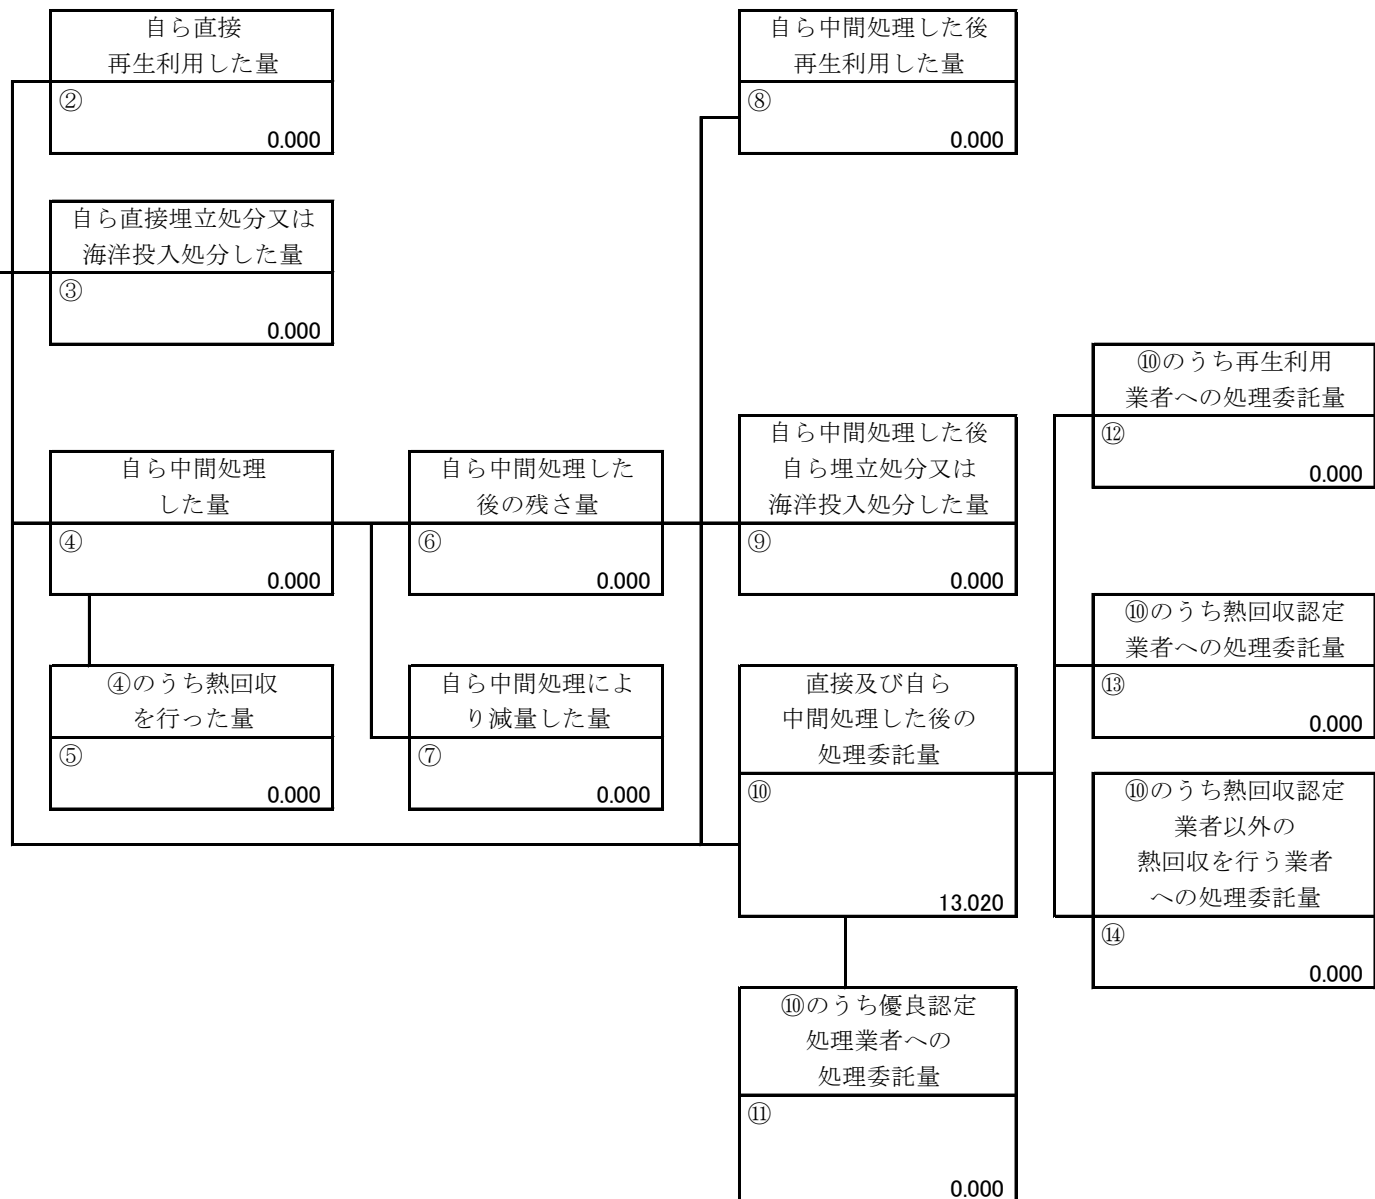 自ら直接
再生利用した量
②
0.000
自ら中間処理した後
再生利用した量
⑧
0.000
自ら直接埋立処分又は
海洋投入処分した量
③
0.000
⑩のうち再生利用
業者への処理委託量
⑫
0.000
自ら中間処理
した量
④
0.000
自ら中間処理した
後の残さ量
⑥
0.000
自ら中間処理した後
自ら埋立処分又は
海洋投入処分した量
⑨
0.000
⑩のうち熱回収認定
業者への処理委託量
⑬
0.000
④のうち熱回収
を行った量
⑤
0.000
自ら中間処理によ
り減量した量
⑦
0.000
直接及び自ら
中間処理した後の
処理委託量
⑩
13.020
⑩のうち熱回収認定
業者以外の
熱回収を行う業者
への処理委託量
⑭
0.000
⑩のうち優良認定
処理業者への
処理委託量
⑪
0.000